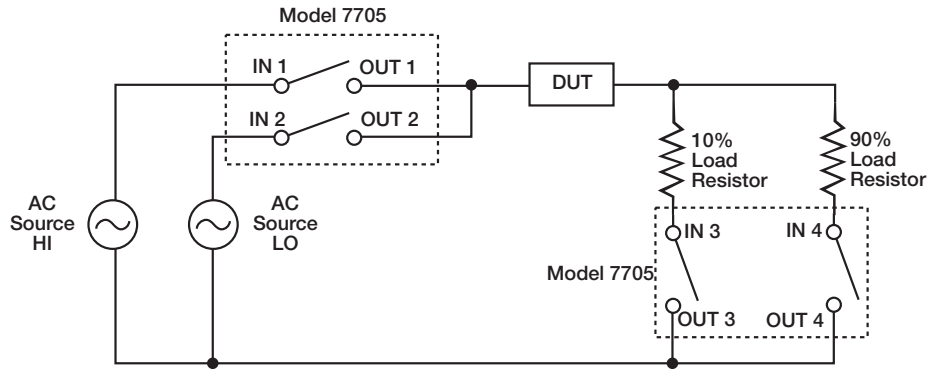 Model 7705
IN 1
OUT 1
IN 2
OUT 2
DUT
10%
Load
Resistor
90%
Load
Resistor
AC
Source
HI
AC
Source
LO
IN 3
IN 4
Model 7705
OUT 3
OUT 4